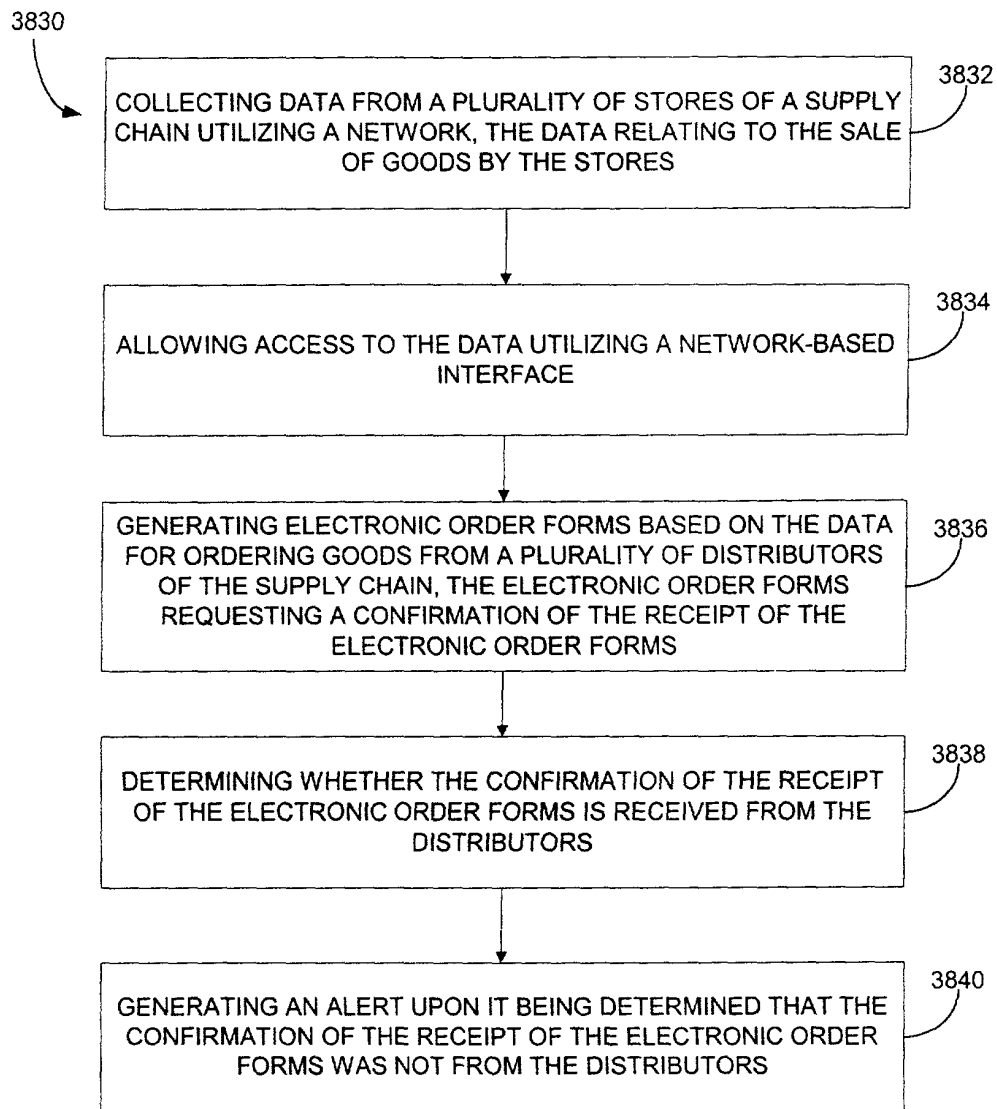 3830
3832
COLLECTING DATA FROM A PLURALITY OF STORES OF A SUPPLY
CHAIN UTILIZING A NETWORK, THE DATA RELATING TO THE SALE
OF GOODS BY THE STORES
3834
ALLOWING ACCESS TO THE DATA UTILIZING A NETWORK-BASED
INTERFACE
3836
GENERATING ELECTRONIC ORDER FORMS BASED ON THE DATA
FOR ORDERING GOODS FROM A PLURALITY OF DISTRIBUTORS
OF THE SUPPLY CHAIN, THE ELECTRONIC ORDER FORMS
REQUESTING A CONFIRMATION OF THE RECEIPT OF THE
ELECTRONIC ORDER FORMS
3838
DETERMINING WHETHER THE CONFIRMATION OF THE RECEIPT
OF THE ELECTRONIC ORDER FORMS IS RECEIVED FROM THE
DISTRIBUTORS
3840
GENERATING AN ALERT UPON IT BEING DETERMINED THAT THE
CONFIRMATION OF THE RECEIPT OF THE ELECTRONIC ORDER
FORMS WAS NOT FROM THE DISTRIBUTORS